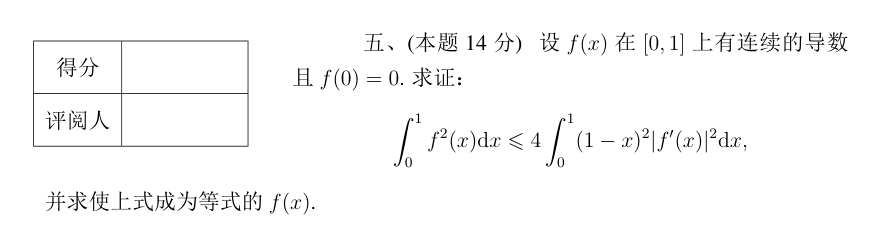 五、(本题 14 分) 设 f(x) 在 [0, 1] 上有连续的导数
得分
且 f(0) = 0. 求证：
评阅人
∫₀¹ f²(x)dx ⩽ 4 ∫₀¹ (1 − x)²|f′(x)|²dx,
并求使上式成为等式的 f(x).